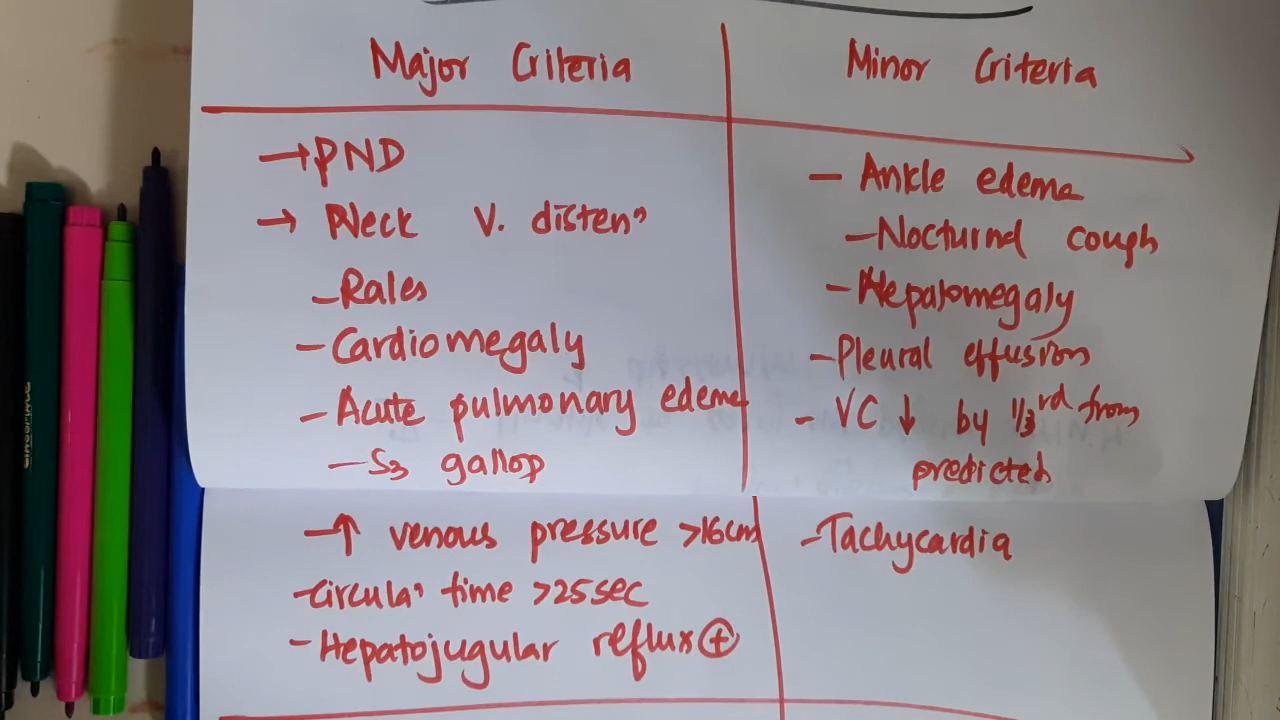 Major Criteria
→ PND
→ Neck V. disten"
- Rales
- Cardiomegaly
- Acute pulmonary edema
- S3 gallop
- ↑ venous pressure >16cm
- Circula" time >25sec
- Hepatojugular reflux ⊕
Minor Criteria
- Ankle edema
- Nocturnal cough
- Hepatomegaly
- Pleural effusion
- VC ↓ by 1/3rd from
predicted
- Tachycardia